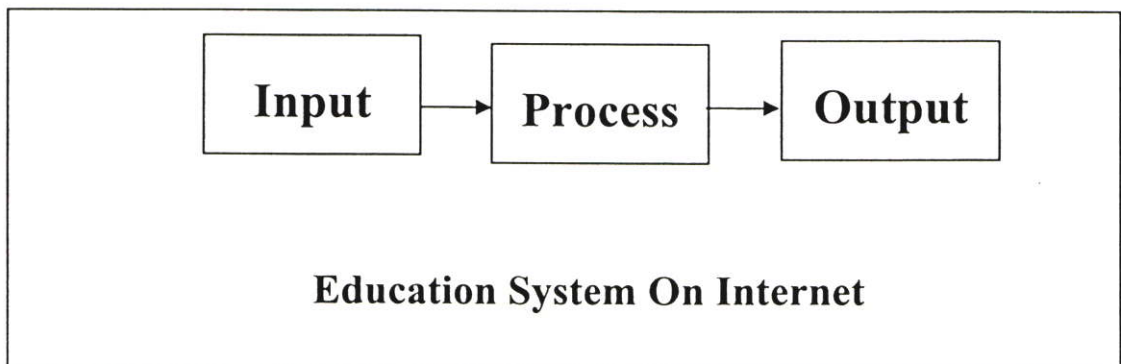 Input
Process
Output
Education System On Internet